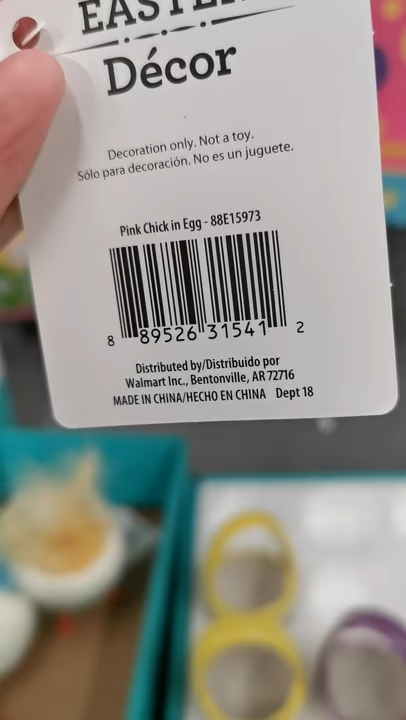 EASTER
Décor
Decoration only. Not a toy.
Sólo para decoración. No es un juguete.
Pink Chick in Egg - 88E15973
8 89526 31541 2
Distributed by/Distribuido por
Walmart Inc., Bentonville, AR 72716
MADE IN CHINA/HECHO EN CHINA Dept 18